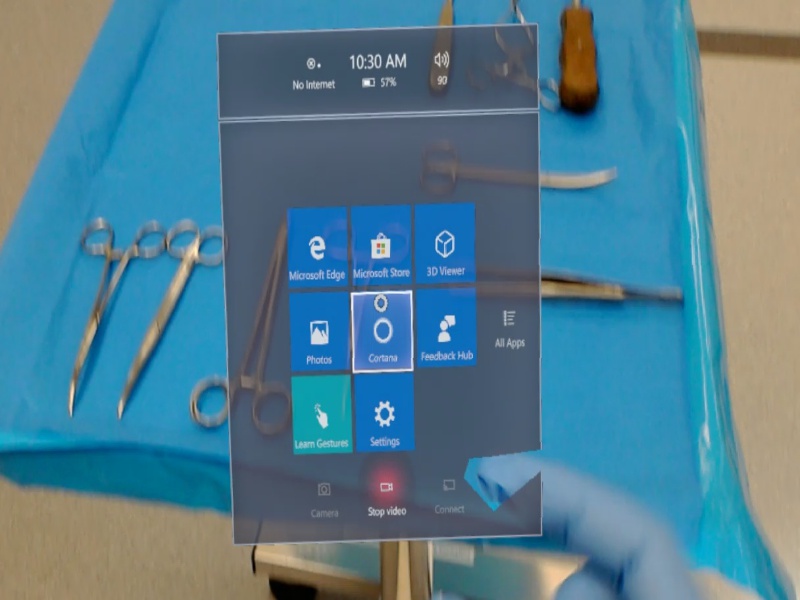 10:30 AM
No Internet
57%
90
Microsoft Edge
Microsoft Store
3D Viewer
Photos
Cortana
Feedback Hub
All Apps
Learn Gestures
Settings
Camera
Stop video
Connect